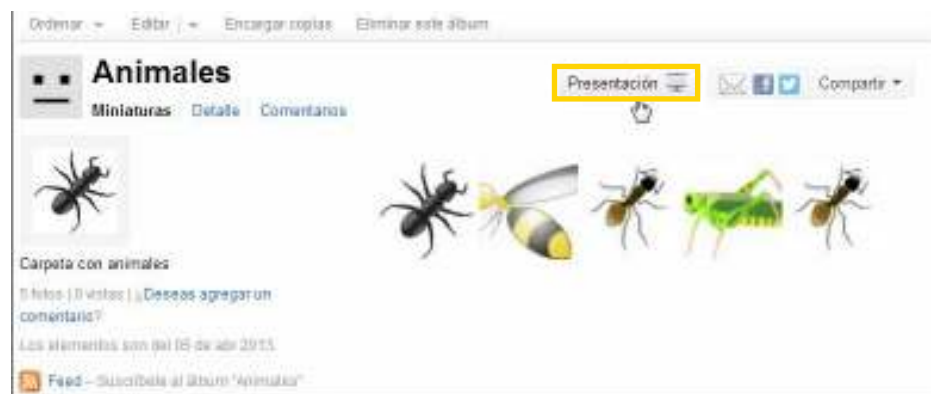 Ordenar Editar Encargar copias Eliminar este álbum
Animales
Presentación Compartir
Miniaturas Detalle Comentarios
Carpeta con animales
5 fotos | 0 vistas | ¿Deseas agregar un
comentario?
Los elementos son del 05 de abr 2013.
Feed – Suscríbete al álbum "Animales"